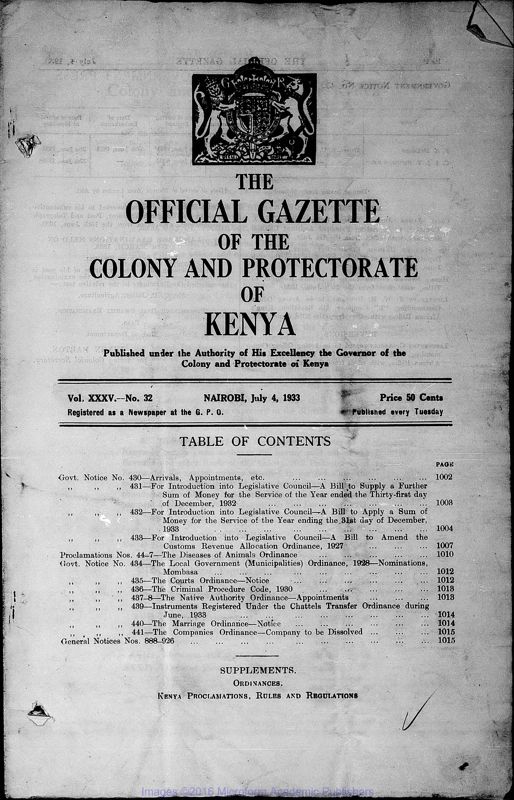 THE
OFFICIAL GAZETTE
OF THE
COLONY AND PROTECTORATE
OF
KENYA
Published under the Authority of His Excellency the Governor of the
Colony and Protectorate of Kenya
Vol. XXXV.—No. 32 NAIROBI, July 4, 1933 Price 50 Cents
Registered as a Newspaper at the G. P. O. Published every Tuesday
TABLE OF CONTENTS
PAGE
Govt. Notice No. 430—Arrivals, Appointments, etc. ... ... ... ... ... ... 1002
„ „ „ 431—For Introduction into Legislative Council—A Bill to Supply a Further
Sum of Money for the Service of the Year ended the Thirty-first day
of December, 1932 ... ... ... ... ... ... 1003
„ „ „ 432—For Introduction into Legislative Council—A Bill to Apply a Sum of
Money for the Service of the Year ending the 31st day of December,
1933 ... ... ... ... ... ... ... 1004
„ „ „ 433—For Introduction into Legislative Council—A Bill to Amend the
Customs Revenue Allocation Ordinance, 1927 ... ... ... 1007
Proclamations Nos. 44-7—The Diseases of Animals Ordinance ... ... ... ... 1010
Govt. Notice No. 434—The Local Government (Municipalities) Ordinance, 1928—Nominations,
Mombasa ... ... ... ... ... ... ... 1012
„ „ „ 435—The Courts Ordinance—Notice ... ... ... ... ... 1012
„ „ „ 436—The Criminal Procedure Code, 1930 ... ... ... ... 1013
„ „ „ 437-8—The Native Authority Ordinance—Appointments ... ... ... 1013
„ „ „ 439—Instruments Registered Under the Chattels Transfer Ordinance during
June, 1933 ... ... ... ... ... ... ... 1014
„ „ „ 440—The Marriage Ordinance—Notice ... ... ... ... ... 1014
„ „ „ 441—The Companies Ordinance—Company to be Dissolved ... ... ... 1015
General Notices Nos. 888-926 ... ... ... ... ... ... ... 1015
SUPPLEMENTS.
ORDINANCES.
KENYA PROCLAMATIONS, RULES AND REGULATIONS
Images ©2016 Microform Academic Publishers